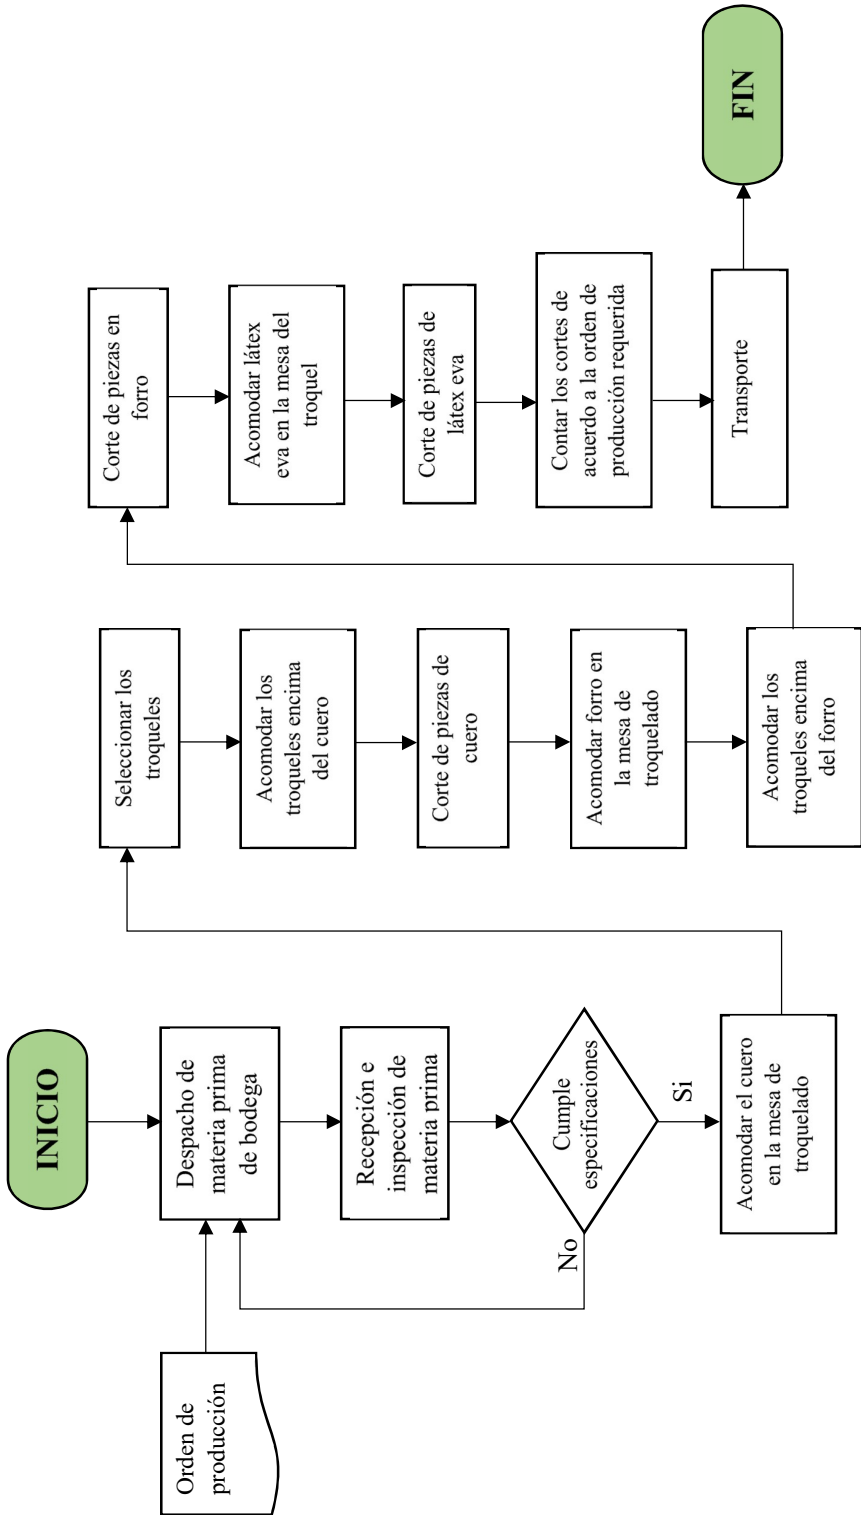 INICIO
Orden de
producción
Despacho de
materia prima
de bodega
Recepción e
inspección de
materia prima
Cumple
especificaciones
No
Si
Acomodar el cuero
en la mesa de
troquelado
Seleccionar los
troqueles
Acomodar los
troqueles encima
del cuero
Corte de piezas de
cuero
Acomodar forro en
la mesa de
troquelado
Acomodar los
troqueles encima
del forro
Corte de piezas en
forro
Acomodar látex
eva en la mesa del
troquel
Corte de piezas de
látex eva
Contar los cortes de
acuerdo a la orden de
producción requerida
Transporte
FIN